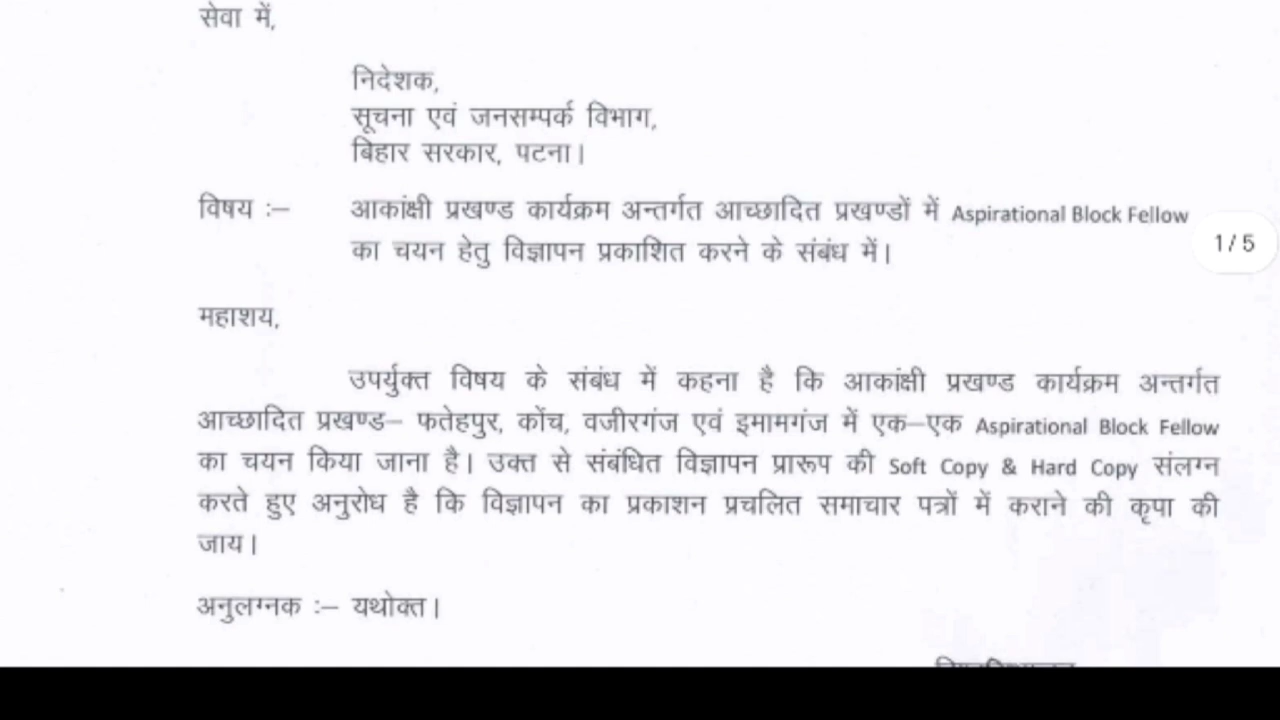 सेवा में,
निदेशक,
सूचना एवं जनसम्पर्क विभाग,
बिहार सरकार, पटना।
विषय :– आकांक्षी प्रखण्ड कार्यक्रम अन्तर्गत आच्छादित प्रखण्डों में Aspirational Block Fellow
का चयन हेतु विज्ञापन प्रकाशित करने के संबंध में।
1/5
महाशय,
उपर्युक्त विषय के संबंध में कहना है कि आकांक्षी प्रखण्ड कार्यक्रम अन्तर्गत
आच्छादित प्रखण्ड– फतेहपुर, कोंच, वजीरगंज एवं इमामगंज में एक–एक Aspirational Block Fellow
का चयन किया जाना है। उक्त से संबंधित विज्ञापन प्रारूप की Soft Copy & Hard Copy संलग्न
करते हुए अनुरोध है कि विज्ञापन का प्रकाशन प्रचलित समाचार पत्रों में कराने की कृपा की
जाय।
अनुलग्नक :– यथोक्त।